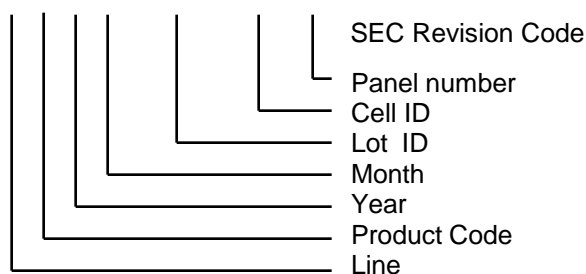 SEC Revision Code
Panel number
Cell ID
Lot ID
Month
Year
Product Code
Line